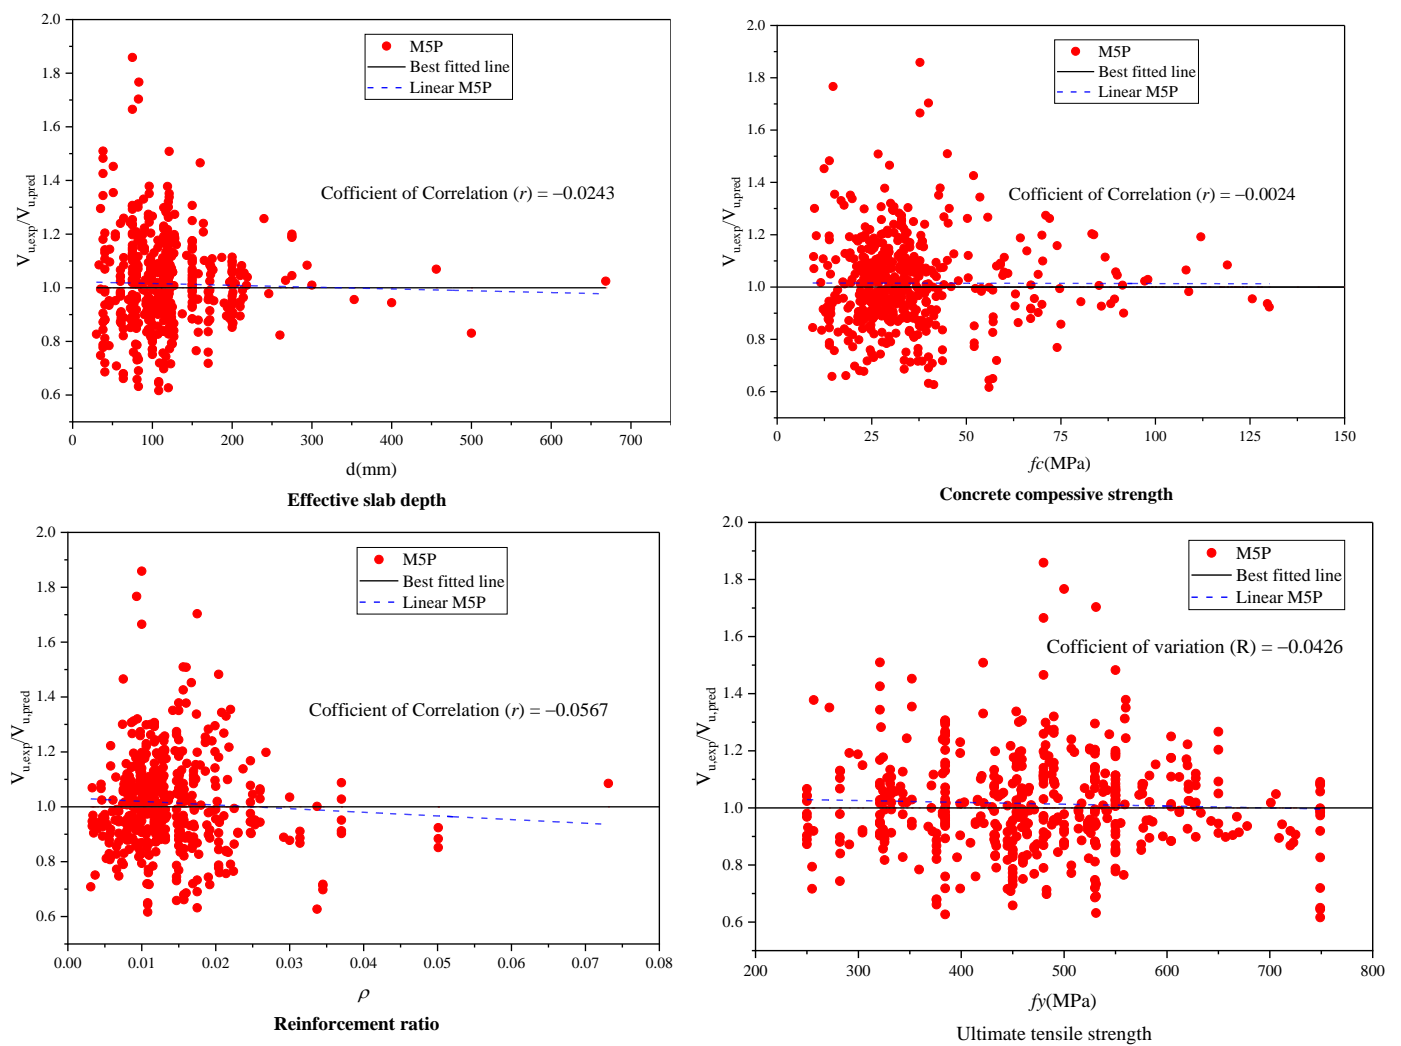 2.0
1.8
1.6
1.4
1.2
1.0
0.8
0.6
0 100 200 300 400 500 600 700
V_u,exp/V_u,pred
M5P
Best fitted line
Linear M5P
Cofficient of Correlation (r) = −0.0243
d(mm)
Effective slab depth
2.0
1.8
1.6
1.4
1.2
1.0
0.8
0.6
0 25 50 75 100 125 150
V_u,exp/V_u,pred
M5P
Best fitted line
Linear M5P
Cofficient of Correlation (r) = −0.0024
fc(MPa)
Concrete compessive strength
2.0
1.8
1.6
1.4
1.2
1.0
0.8
0.6
0.00 0.01 0.02 0.03 0.04 0.05 0.06 0.07 0.08
V_u,exp/V_u,pred
M5P
Best fitted line
Linear M5P
Cofficient of Correlation (r) = −0.0567
ρ
Reinforcement ratio
2.0
1.8
1.6
1.4
1.2
1.0
0.8
0.6
200 300 400 500 600 700 800
V_u,exp/V_u,pred
M5P
Best fitted line
Linear M5P
Cofficient of variation (R) = −0.0426
fy(MPa)
Ultimate tensile strength